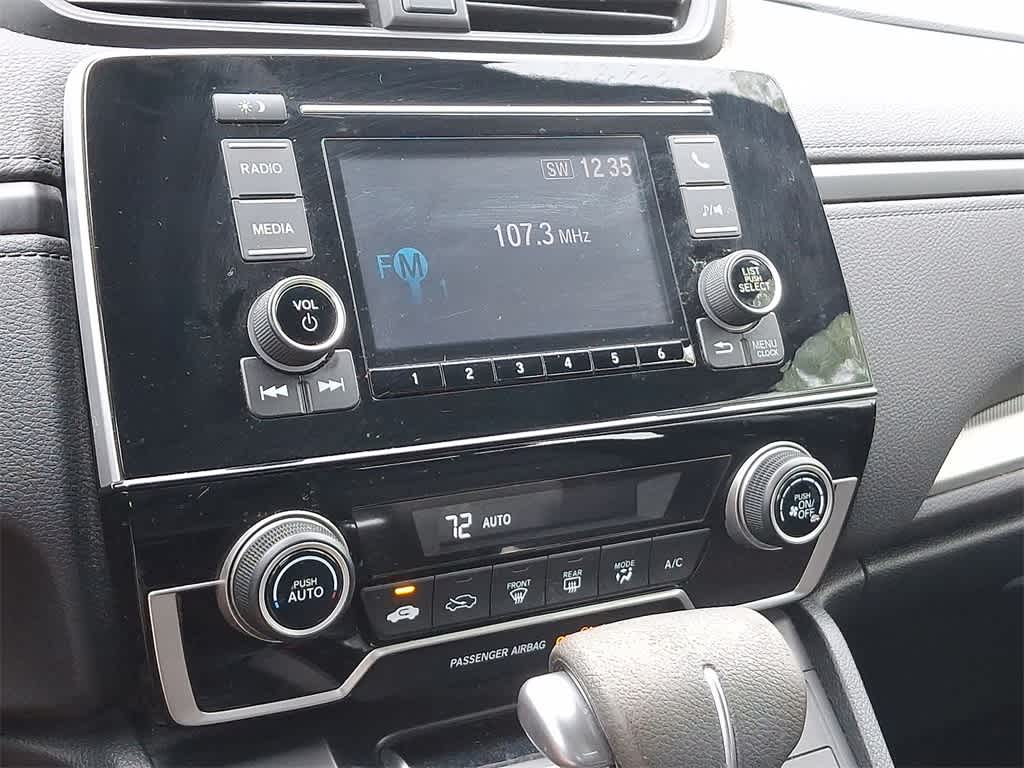 SW 12:35
RADIO
MEDIA
107.3 MHz
FM
1
VOL
LIST
PUSH
SELECT
MENU
CLOCK
1 2 3 4 5 6
72 AUTO
PUSH
AUTO
PUSH
ON/
OFF
FRONT
REAR
MODE
A/C
PASSENGER AIRBAG